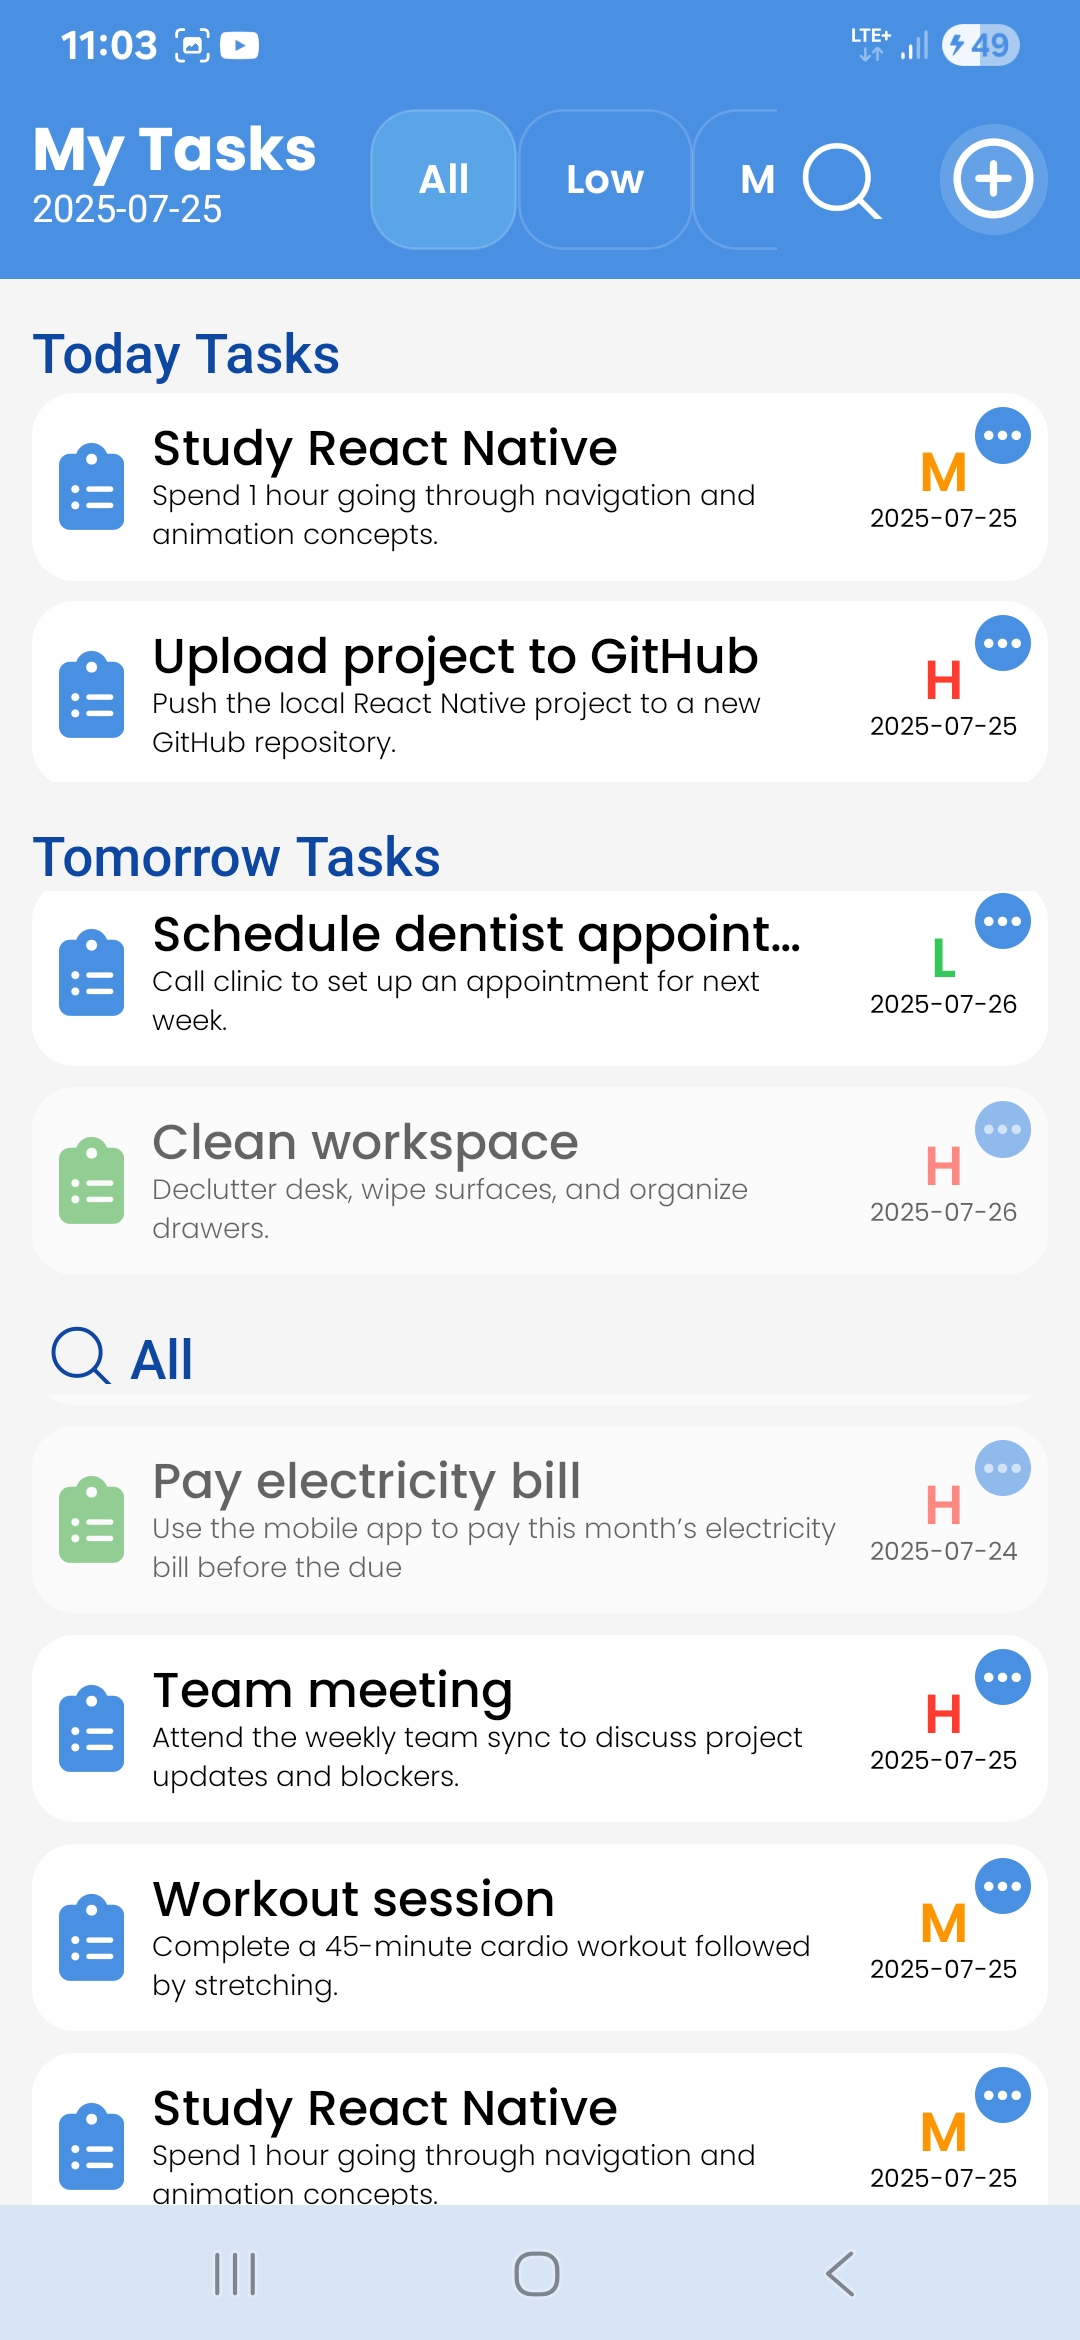 11:03
LTE+
49
My Tasks
2025-07-25
All
Low
M
Today Tasks
Study React Native
Spend 1 hour going through navigation and
animation concepts.
M
2025-07-25
Upload project to GitHub
Push the local React Native project to a new
GitHub repository.
H
2025-07-25
Tomorrow Tasks
Schedule dentist appoint...
Call clinic to set up an appointment for next
week.
L
2025-07-26
Clean workspace
Declutter desk, wipe surfaces, and organize
drawers.
H
2025-07-26
All
Pay electricity bill
Use the mobile app to pay this month's electricity
bill before the due
H
2025-07-24
Team meeting
Attend the weekly team sync to discuss project
updates and blockers.
H
2025-07-25
Workout session
Complete a 45-minute cardio workout followed
by stretching.
M
2025-07-25
Study React Native
Spend 1 hour going through navigation and
animation concepts.
M
2025-07-25